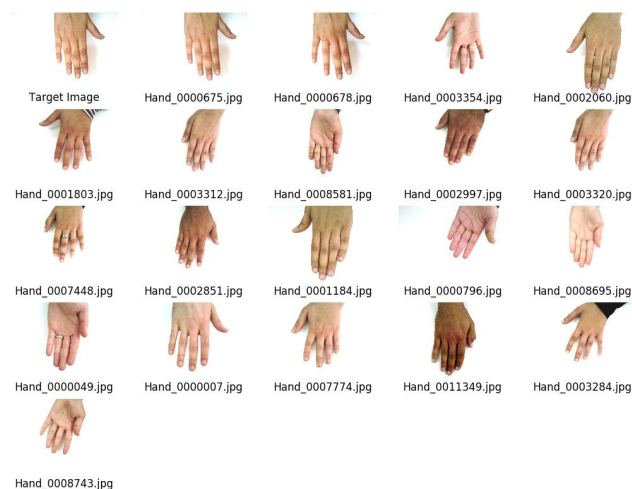 Target Image
Hand_0000675.jpg
Hand_0000678.jpg
Hand_0003354.jpg
Hand_0002060.jpg
Hand_0001803.jpg
Hand_0003312.jpg
Hand_0008581.jpg
Hand_0002997.jpg
Hand_0003320.jpg
Hand_0007448.jpg
Hand_0002851.jpg
Hand_0001184.jpg
Hand_0000796.jpg
Hand_0008695.jpg
Hand_0000049.jpg
Hand_0000007.jpg
Hand_0007774.jpg
Hand_0011349.jpg
Hand_0003284.jpg
Hand_0008743.jpg